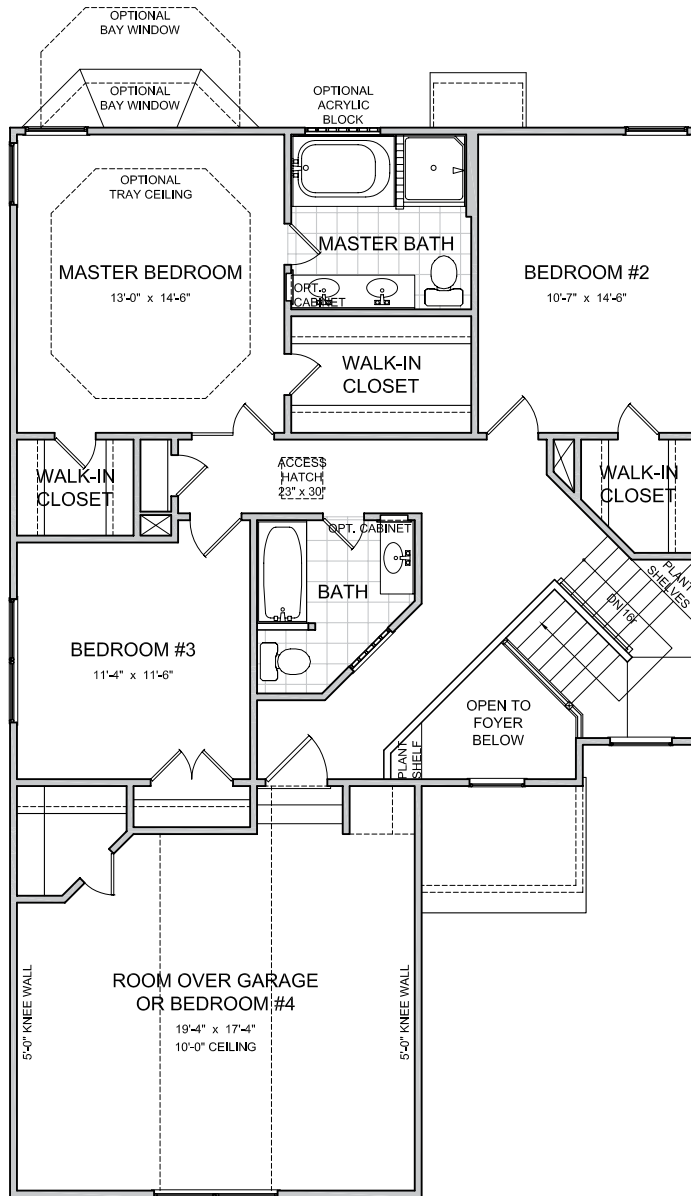 OPTIONAL
BAY WINDOW
OPTIONAL
BAY WINDOW
OPTIONAL
ACRYLIC
BLOCK
OPTIONAL
TRAY CEILING
MASTER BEDROOM
13'-0" x 14'-6"
MASTER BATH
OPT.
CABINET
BEDROOM #2
10'-7" x 14'-6"
WALK-IN
CLOSET
WALK-IN
CLOSET
ACCESS
HATCH
23" x 30"
WALK-IN
CLOSET
OPT. CABINET
BATH
PLANT
SHELVES
DN 16r
BEDROOM #3
11'-4" x 11'-6"
OPEN TO
FOYER
BELOW
PLANT
SHELF
ROOM OVER GARAGE
OR BEDROOM #4
19'-4" x 17'-4"
10'-0" CEILING
5'-0" KNEE WALL
5'-0" KNEE WALL